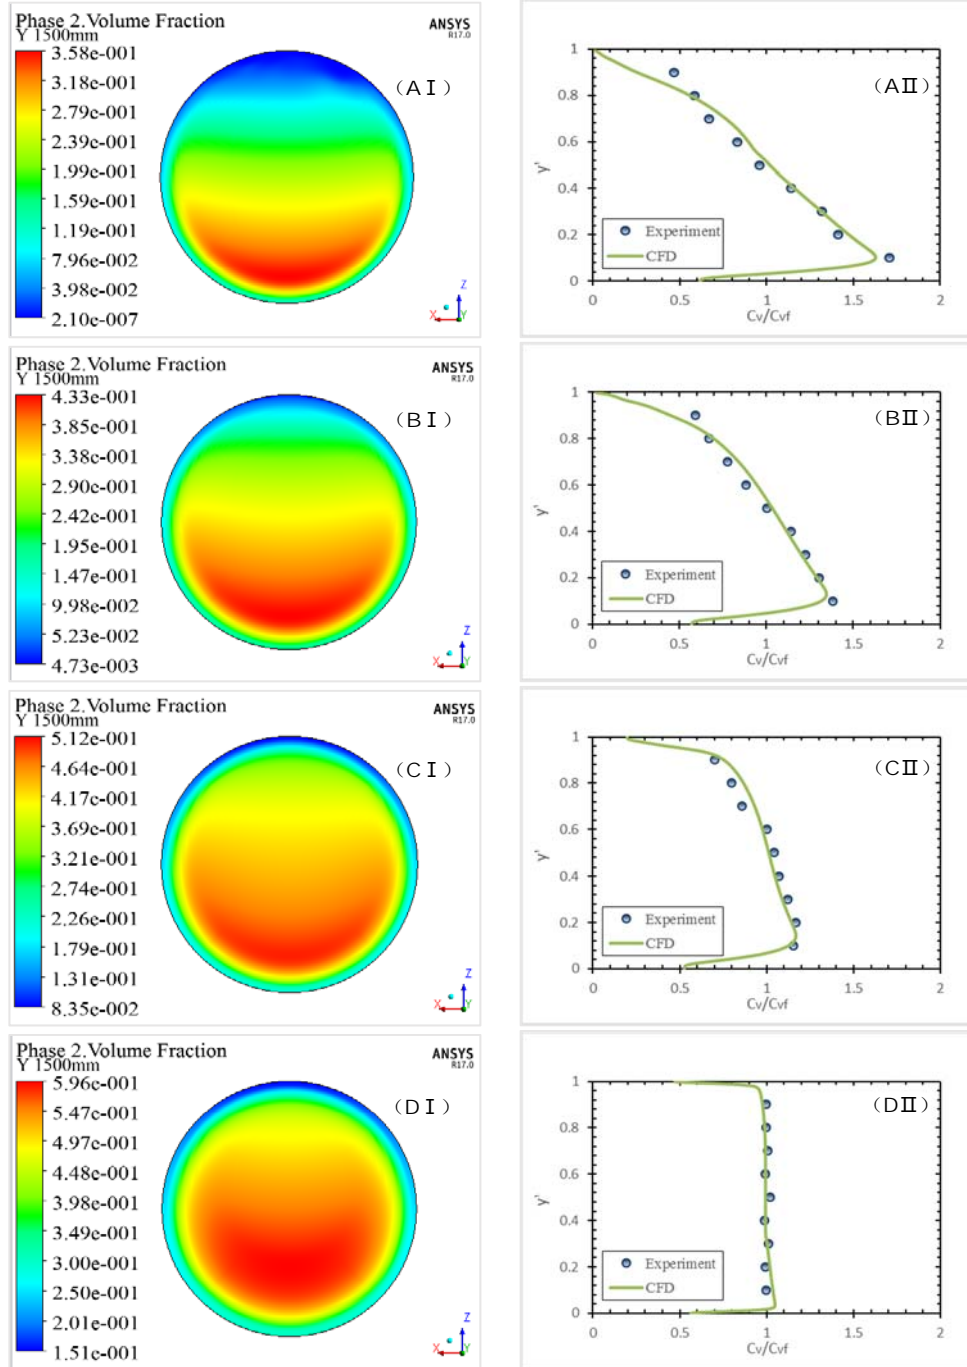 Phase 2.Volume Fraction
Y 1500mm
ANSYS
R17.0
3.58e-001
3.18e-001
2.79e-001
2.39e-001
1.99e-001
1.59e-001
1.19e-001
7.96e-002
3.98e-002
2.10e-007
(AⅠ)
Z
X
Y
1
0.8
0.6
0.4
0.2
0
y'
(AⅡ)
Experiment
CFD
0 0.5 1 1.5 2
Cv/Cvf
Phase 2.Volume Fraction
Y 1500mm
ANSYS
R17.0
4.33e-001
3.85e-001
3.38e-001
2.90e-001
2.42e-001
1.95e-001
1.47e-001
9.98e-002
5.23e-002
4.73e-003
(BⅠ)
Z
X
Y
1
0.8
0.6
0.4
0.2
0
y'
(BⅡ)
Experiment
CFD
0 0.5 1 1.5 2
Cv/Cvf
Phase 2.Volume Fraction
Y 1500mm
ANSYS
R17.0
5.12e-001
4.64e-001
4.17e-001
3.69e-001
3.21e-001
2.74e-001
2.26e-001
1.79e-001
1.31e-001
8.35e-002
(CⅠ)
Z
X
Y
1
0.8
0.6
0.4
0.2
0
y'
(CⅡ)
Experiment
CFD
0 0.5 1 1.5 2
Cv/Cvf
Phase 2.Volume Fraction
Y 1500mm
ANSYS
R17.0
5.96e-001
5.47e-001
4.97e-001
4.48e-001
3.98e-001
3.49e-001
3.00e-001
2.50e-001
2.01e-001
1.51e-001
(DⅠ)
Z
X
Y
1
0.8
0.6
0.4
0.2
0
y'
(DⅡ)
Experiment
CFD
0 0.5 1 1.5 2
Cv/Cvf